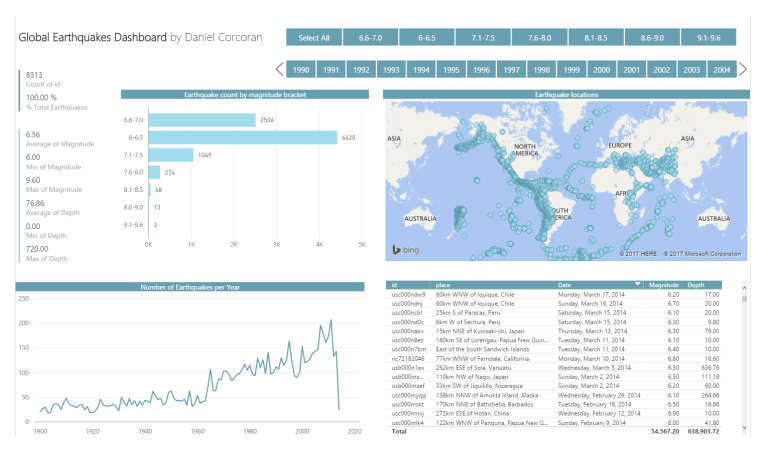 Global Earthquakes Dashboard by Daniel Corcoran
Select All 6.6-7.0 6-6.5 7.1-7.5 7.6-8.0 8.1-8.5 8.6-9.0 9.1-9.6
1990 1991 1992 1993 1994 1995 1996 1997 1998 1999 2000 2001 2002 2003 2004
8313
Count of id
100.00 %
% Total Earthquakes
6.56
Average of Magnitude
6.00
Min of Magnitude
9.60
Max of Magnitude
76.86
Average of Depth
0.00
Min of Depth
720.00
Max of Depth
Earthquake count by magnitude bracket
6.6-7.0 2506
6-6.5 4420
7.1-7.5 1049
7.6-8.0 274
8.1-8.5 48
8.6-9.0 13
9.1-9.6 3
0K 1K 2K 3K 4K 5K
Earthquake locations
ASIA
NORTH
AMERICA
EUROPE
ASIA
AFRI
AUSTRALIA
UTH
ERICA
AUSTRALIA
bing
© 2017 HERE © 2017 Microsoft Corporation
Number of Earthquakes per Year
250
200
150
100
50
0
1900 1920 1940 1960 1980 2000 2020
id place Date Magnitude Depth
usc000ndw9 80km WNW of Iquique, Chile Monday, March 17, 2014 6.20 17.00
usc000ndnj 60km WNW of Iquique, Chile Sunday, March 16, 2014 6.70 20.00
usc000ncbl 25km S of Paracas, Peru Saturday, March 15, 2014 6.10 20.00
usc000nd0c 6km W of Sechura, Peru Saturday, March 15, 2014 6.30 9.80
usc000nabv 15km NNE of Kunisaki-shi, Japan Thursday, March 13, 2014 6.30 79.00
usc000n8ez 180km SE of Lorengau, Papua New Guin... Tuesday, March 11, 2014 6.10 10.00
usc000n7bm East of the South Sandwich Islands Tuesday, March 11, 2014 6.40 10.00
nc72182046 77km WNW of Ferndale, California Monday, March 10, 2014 6.80 16.60
usb000n1ex 262km ESE of Sola, Vanuatu Wednesday, March 5, 2014 6.30 636.76
usb000mz... 110km NW of Nago, Japan Sunday, March 2, 2014 6.50 111.18
usb000mzef 33km SW of Jiquilillo, Nicaragua Sunday, March 2, 2014 6.20 60.00
usc000myqq 138km NNW of Amukta Island, Alaska Wednesday, February 26, 2014 6.10 264.66
usc000mskt 170km NNE of Bathsheba, Barbados Tuesday, February 18, 2014 6.50 16.86
usc000mnvj 272km ESE of Hotan, China Wednesday, February 12, 2014 6.90 10.00
usc000mlk4 122km WNW of Panguna, Papua New G... Sunday, February 9, 2014 6.00 41.80
Total 54,567.20 638,903.72